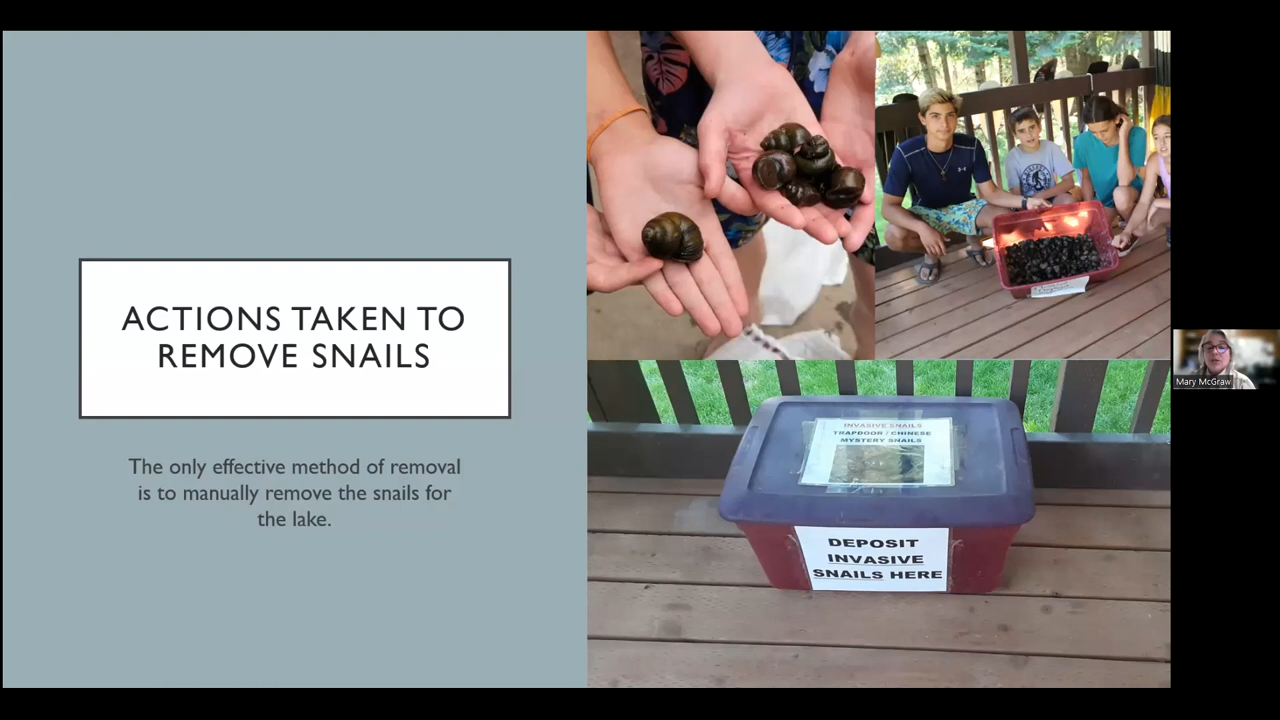 ACTIONS TAKEN TO
REMOVE SNAILS
The only effective method of removal
is to manually remove the snails for
the lake.
INVASIVE SNAILS
TRAPDOOR / CHINESE
MYSTERY SNAILS
DEPOSIT
INVASIVE
SNAILS HERE
Mary McGraw